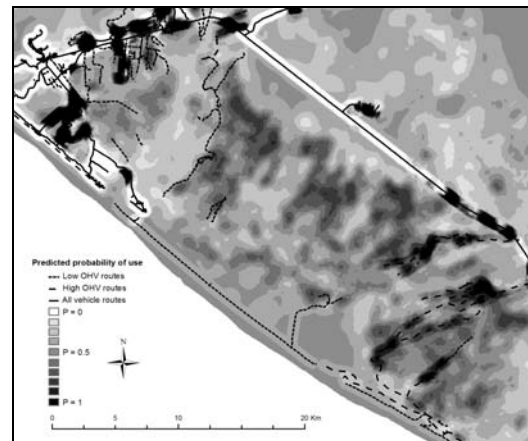 Predicted probability of use
Low OHV routes
High OHV routes
All vehicle routes
P = 0
P = 0.5
P = 1
N
0 5 10 20 Km